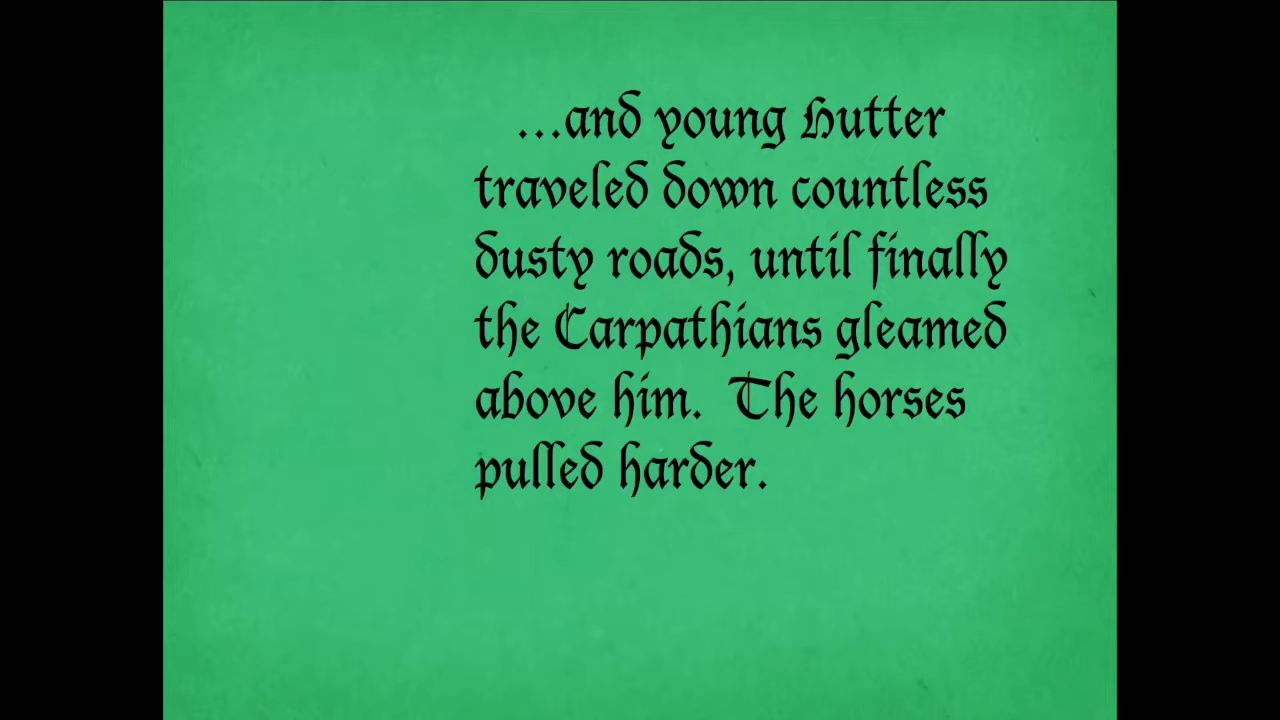 ...and young Hutter
traveled down countless
dusty roads, until finally
the Carpathians gleamed
above him.  The horses
pulled harder.